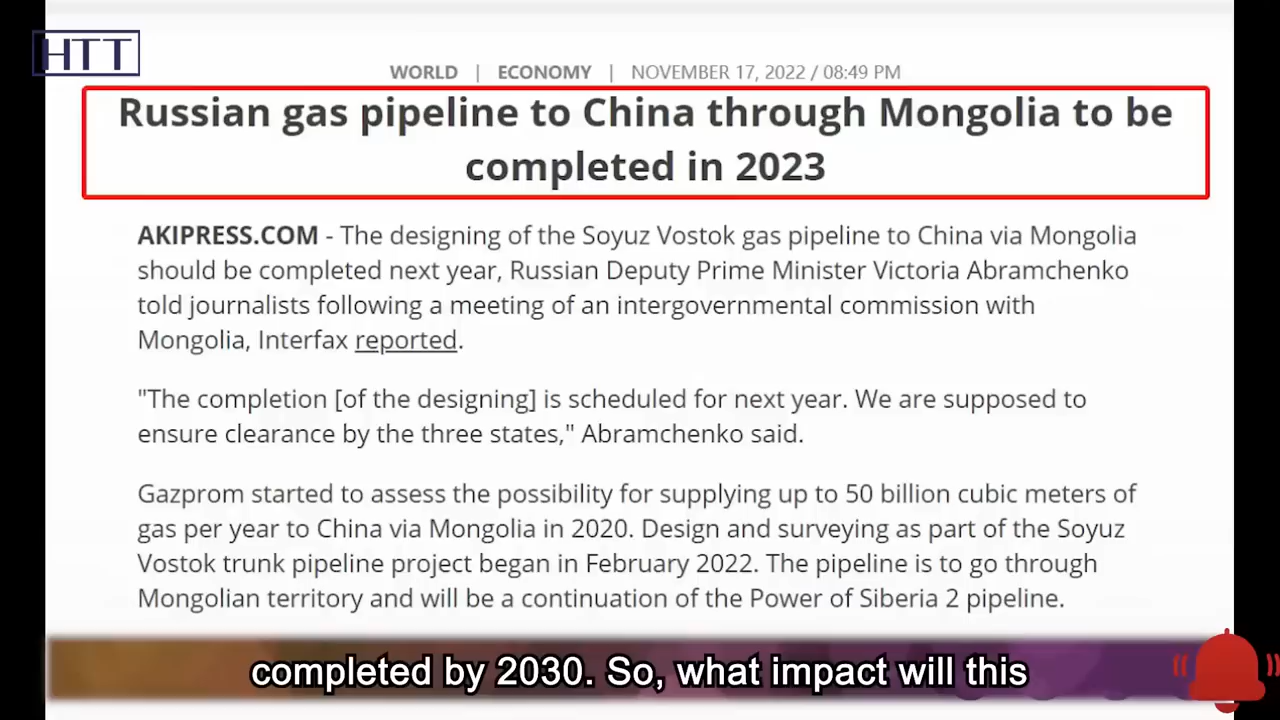 HTT
WORLD | ECONOMY | NOVEMBER 17, 2022 / 08:49 PM
Russian gas pipeline to China through Mongolia to be
completed in 2023
AKIPRESS.COM - The designing of the Soyuz Vostok gas pipeline to China via Mongolia
should be completed next year, Russian Deputy Prime Minister Victoria Abramchenko
told journalists following a meeting of an intergovernmental commission with
Mongolia, Interfax reported.
"The completion [of the designing] is scheduled for next year. We are supposed to
ensure clearance by the three states," Abramchenko said.
Gazprom started to assess the possibility for supplying up to 50 billion cubic meters of
gas per year to China via Mongolia in 2020. Design and surveying as part of the Soyuz
Vostok trunk pipeline project began in February 2022. The pipeline is to go through
Mongolian territory and will be a continuation of the Power of Siberia 2 pipeline.
completed by 2030. So, what impact will this